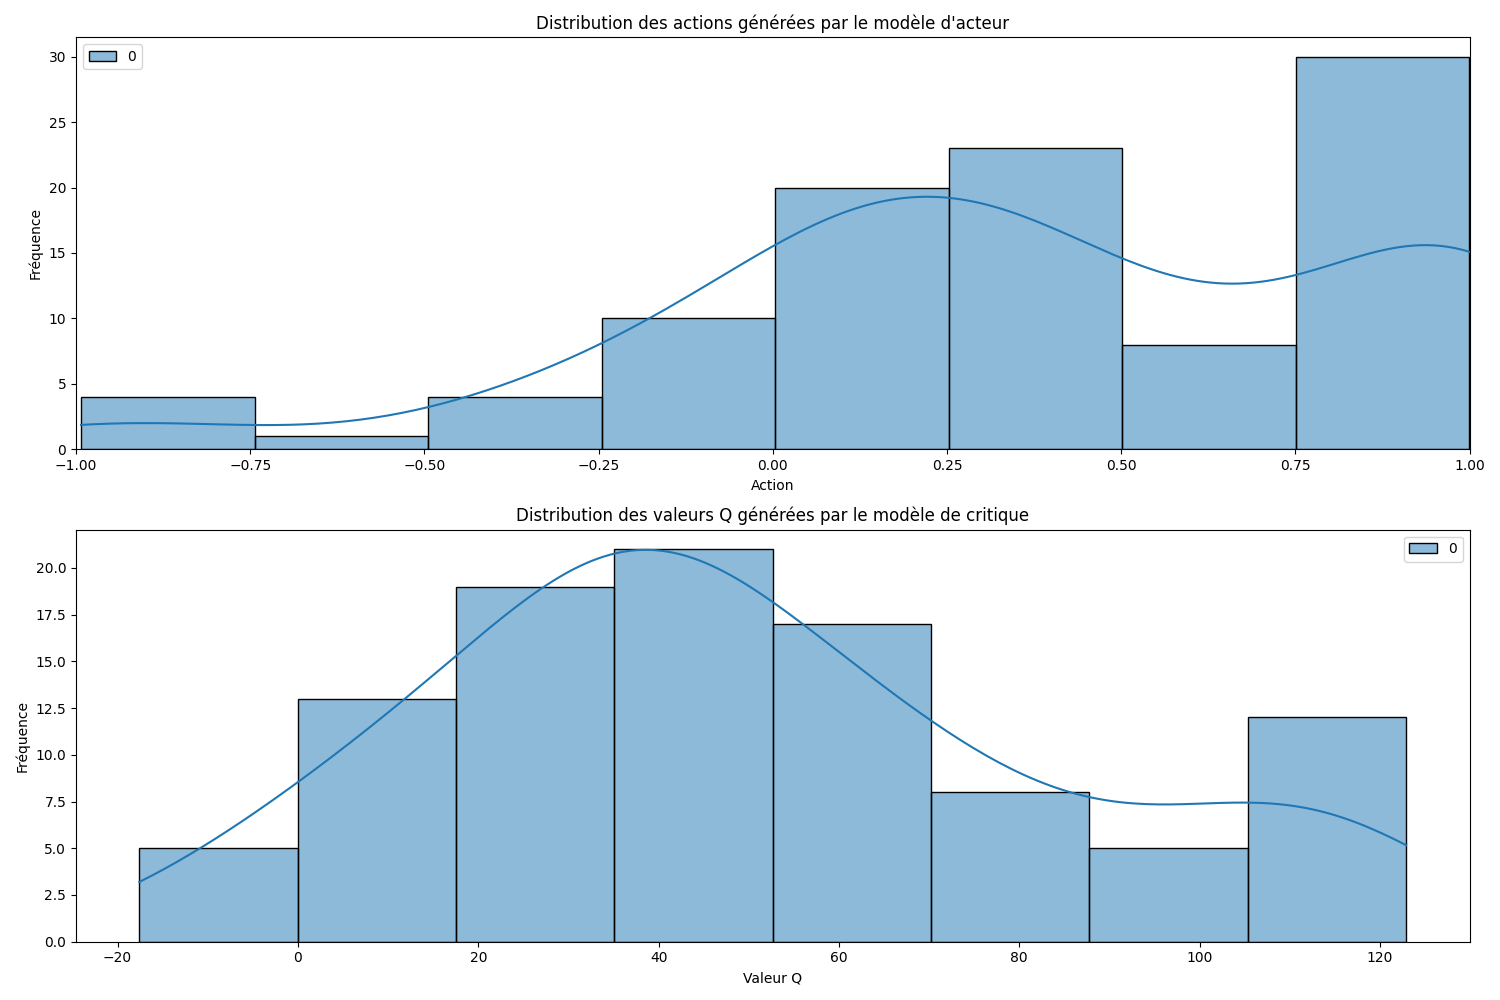 Distribution des actions générées par le modèle d'acteur
0
30
25
20
15
10
5
0
Fréquence
−1.00 −0.75 −0.50 −0.25 0.00 0.25 0.50 0.75 1.00
Action
Distribution des valeurs Q générées par le modèle de critique
0
20.0
17.5
15.0
12.5
10.0
7.5
5.0
2.5
0.0
Fréquence
−20 0 20 40 60 80 100 120
Valeur Q